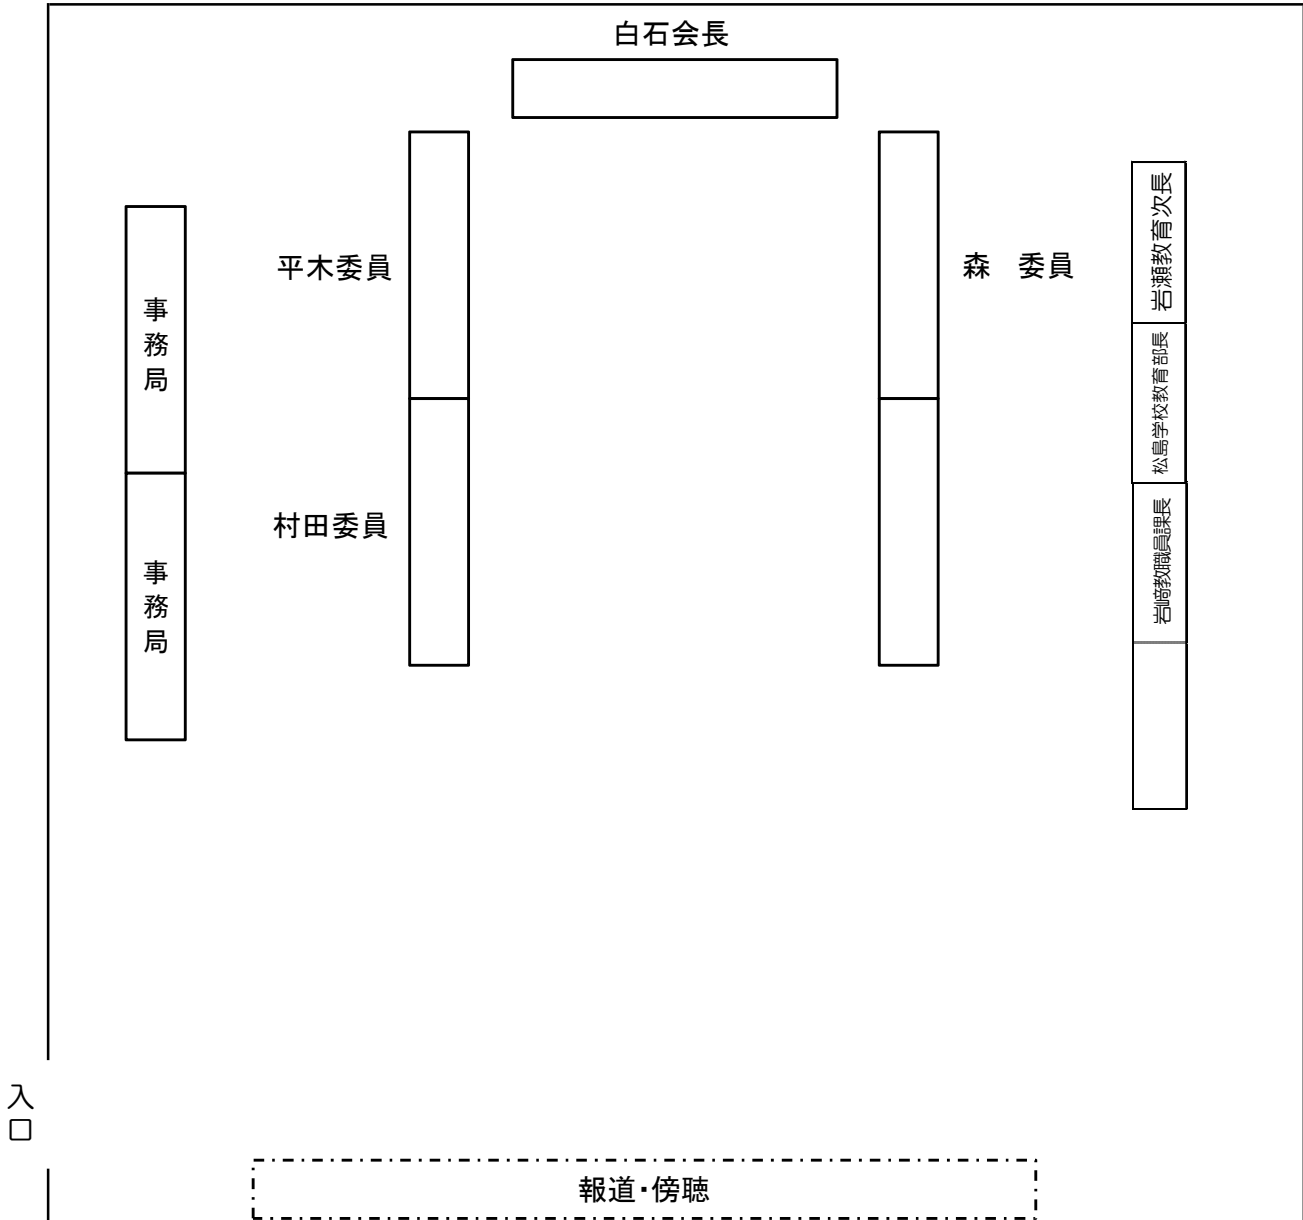 白石会長
平木委員
森　委員
村田委員
事務局
事務局
岩瀬教育次長
松島学校教育部長
岩﨑教職員課長
入口
報道・傍聴